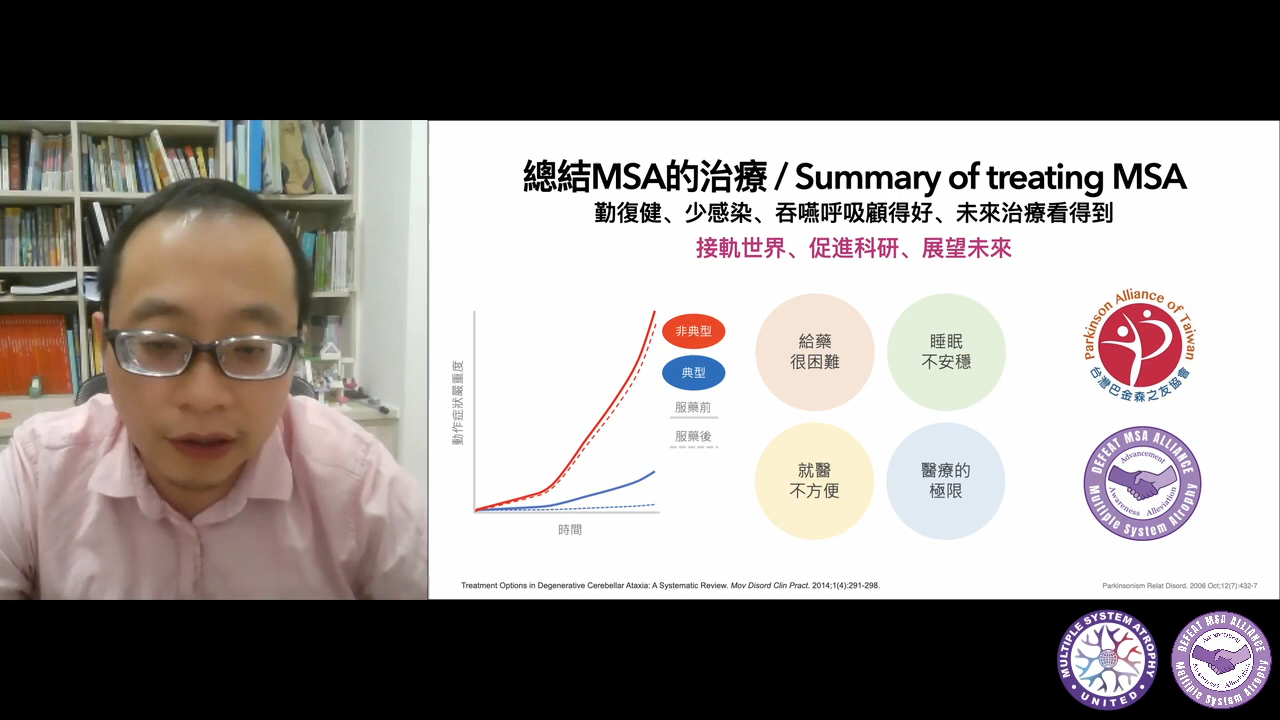 總結MSA的治療 / Summary of treating MSA
勤復健、少感染、吞嚥呼吸顧得好、未來治療看得到
接軌世界、促進科研、展望未來
動作症狀嚴重度
時間
非典型
典型
服藥前
服藥後
給藥
很困難
睡眠
不安穩
就醫
不方便
醫療的
極限
Parkinson Alliance of Taiwan
台灣巴金森之友協會
DEFEAT MSA ALLIANCE
Advancement
Awareness Alleviation
Multiple System Atrophy
Treatment Options in Degenerative Cerebellar Ataxia: A Systematic Review. Mov Disord Clin Pract. 2014;1(4):291-298.
Parkinsonism Relat Disord. 2006 Oct;12(7):432-7
MULTIPLE SYSTEM ATROPHY
UNITED
DEFEAT MSA ALLIANCE
Multiple System Atrophy